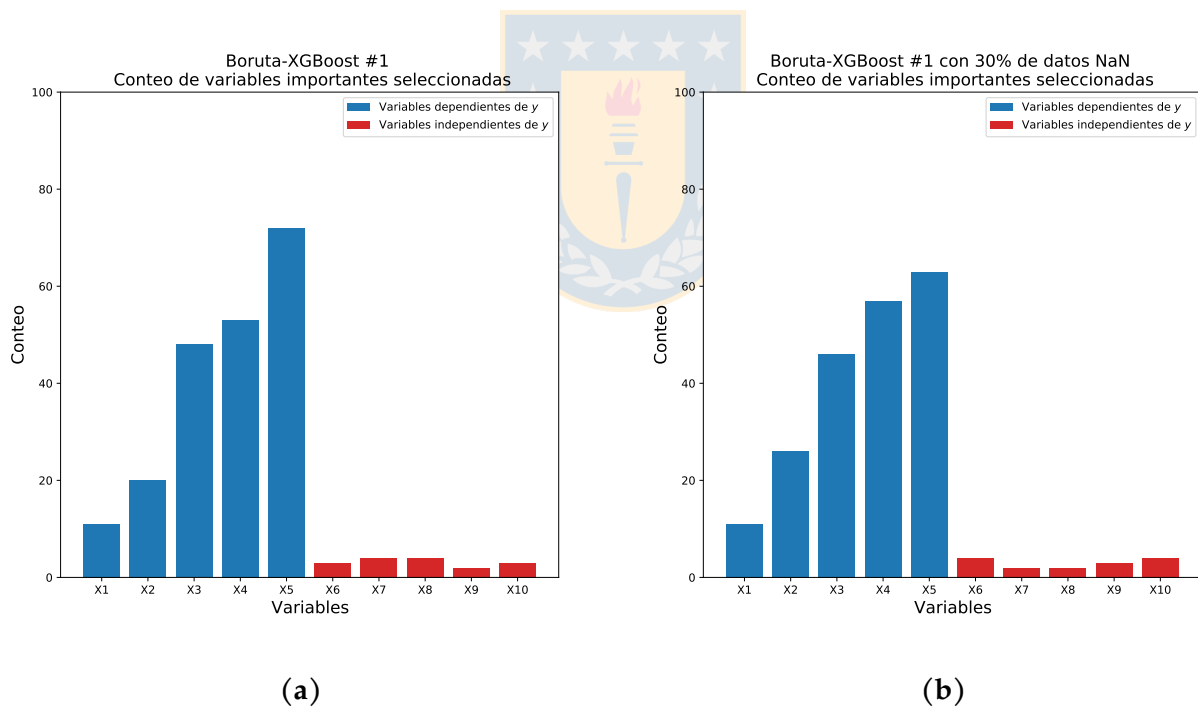 Boruta-XGBoost #1
Conteo de variables importantes seleccionadas
Variables dependientes de y
Variables independientes de y
100
80
60
40
20
0
Conteo
X1 X2 X3 X4 X5 X6 X7 X8 X9 X10
Variables
(a)
Boruta-XGBoost #1 con 30% de datos NaN
Conteo de variables importantes seleccionadas
Variables dependientes de y
Variables independientes de y
100
80
60
40
20
0
Conteo
X1 X2 X3 X4 X5 X6 X7 X8 X9 X10
Variables
(b)